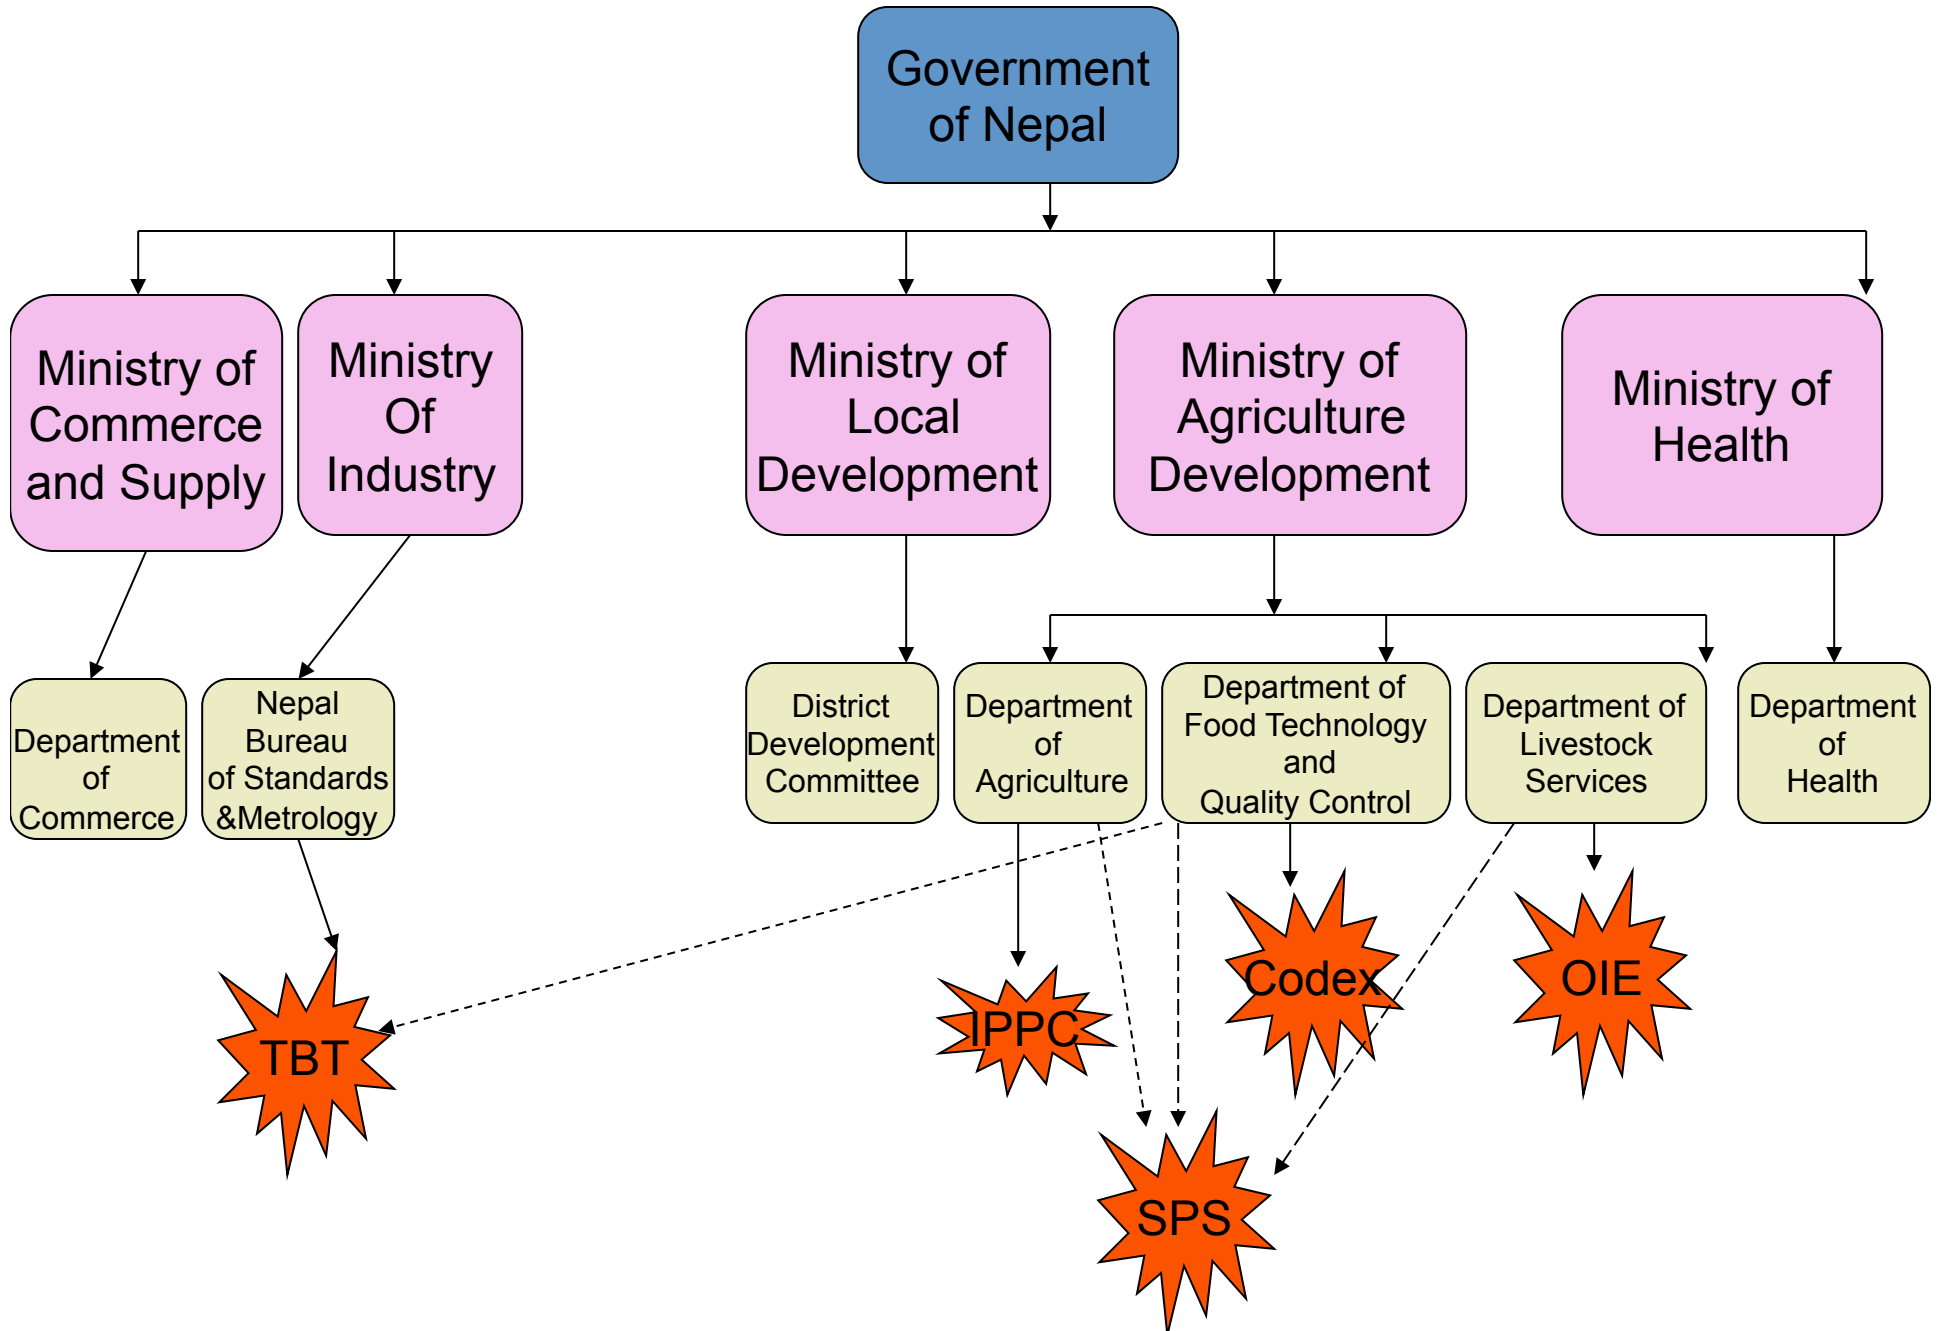 Government
of Nepal
Ministry of
Commerce
and Supply
Ministry
Of
Industry
Ministry of
Local
Development
Ministry of
Agriculture
Development
Ministry of
Health
Department
of
Commerce
Nepal
Bureau
of Standards
&Metrology
District
Development
Committee
Department
of
Agriculture
Department of
Food Technology
and
Quality Control
Department of
Livestock
Services
Department
of
Health
TBT
IPPC
Codex
OIE
SPS